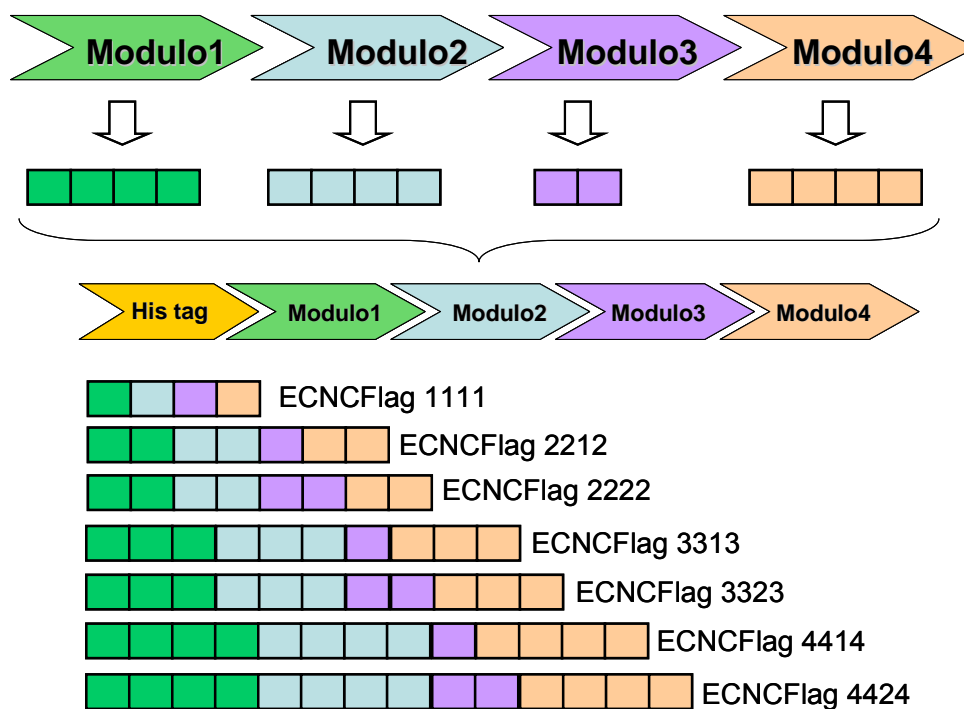 Modulo1
Modulo2
Modulo3
Modulo4
His tag
Modulo1
Modulo2
Modulo3
Modulo4
ECNCFlag 1111
ECNCFlag 2212
ECNCFlag 2222
ECNCFlag 3313
ECNCFlag 3323
ECNCFlag 4414
ECNCFlag 4424